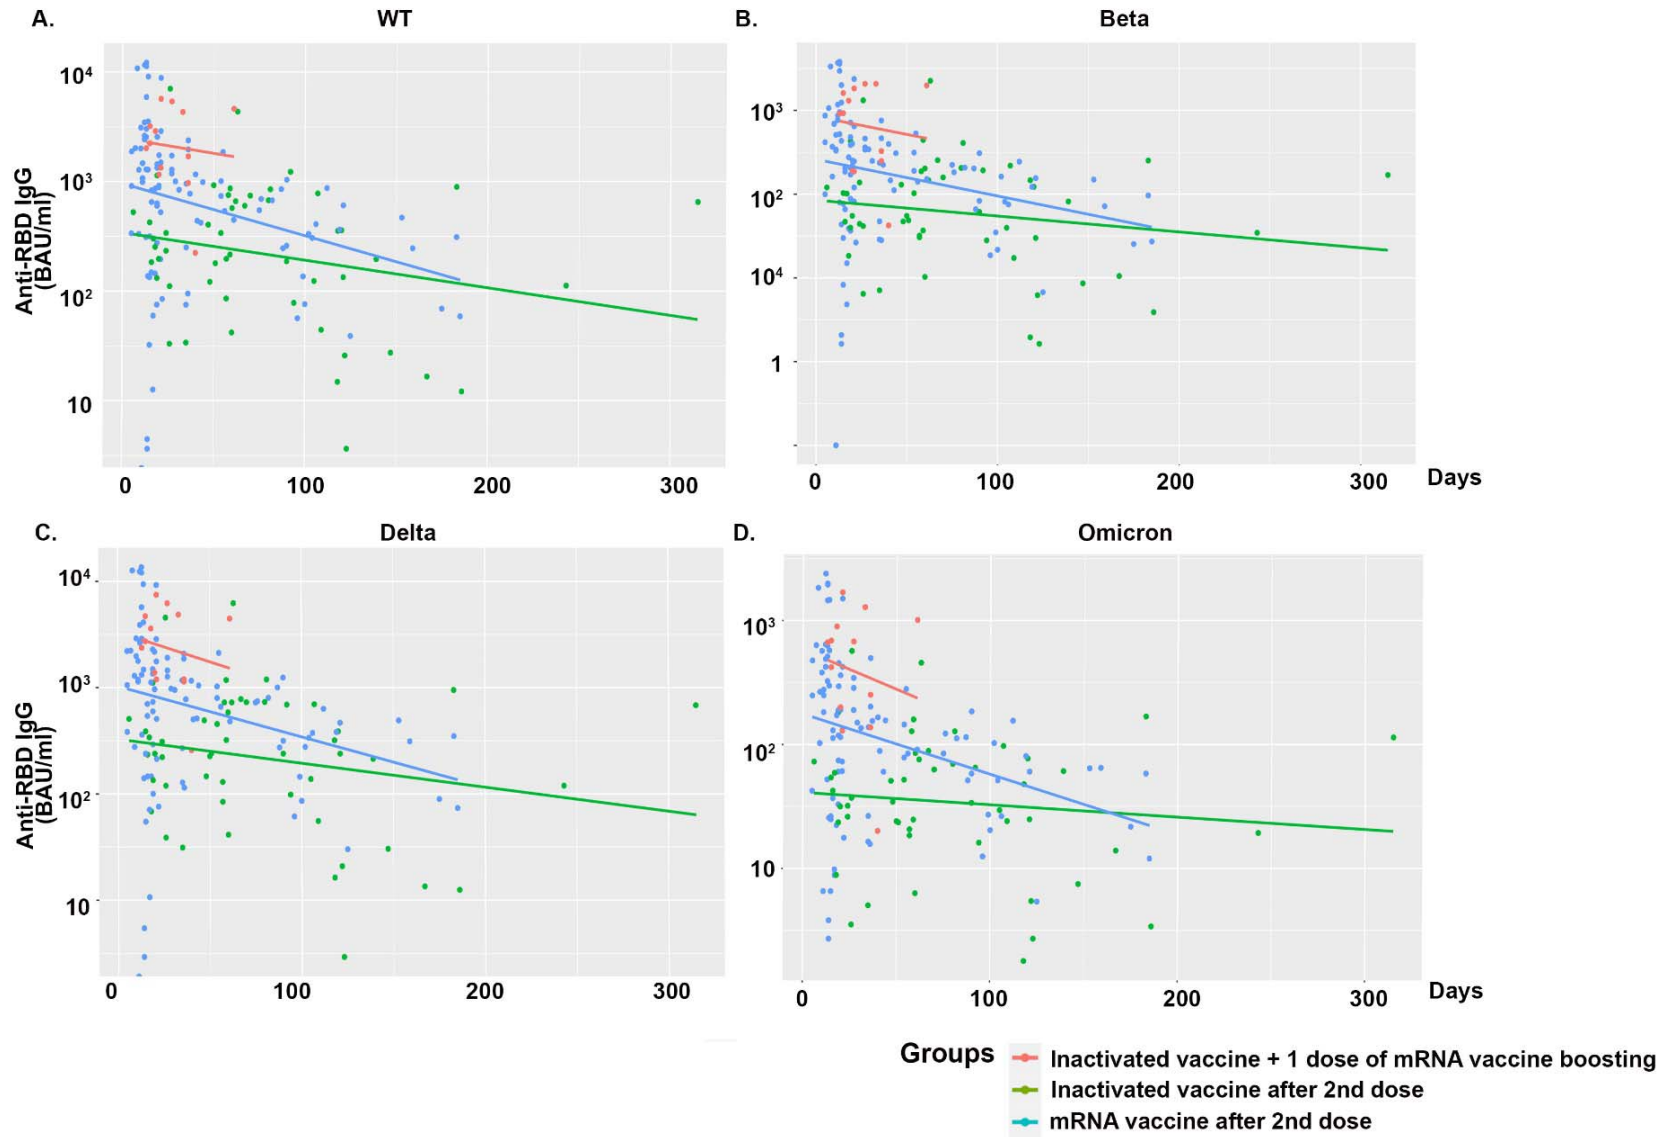 A.
WT
B.
Beta
Anti-RBD IgG
(BAU/ml)
10⁴
10³
10²
10
0
100
200
300
10³
10²
10⁴
1
0
100
200
300
Days
C.
Delta
D.
Omicron
Anti-RBD IgG
(BAU/ml)
10⁴
10³
10²
10
0
100
200
300
10³
10²
10
0
100
200
300
Days
Groups
Inactivated vaccine + 1 dose of mRNA vaccine boosting
Inactivated vaccine after 2nd dose
mRNA vaccine after 2nd dose